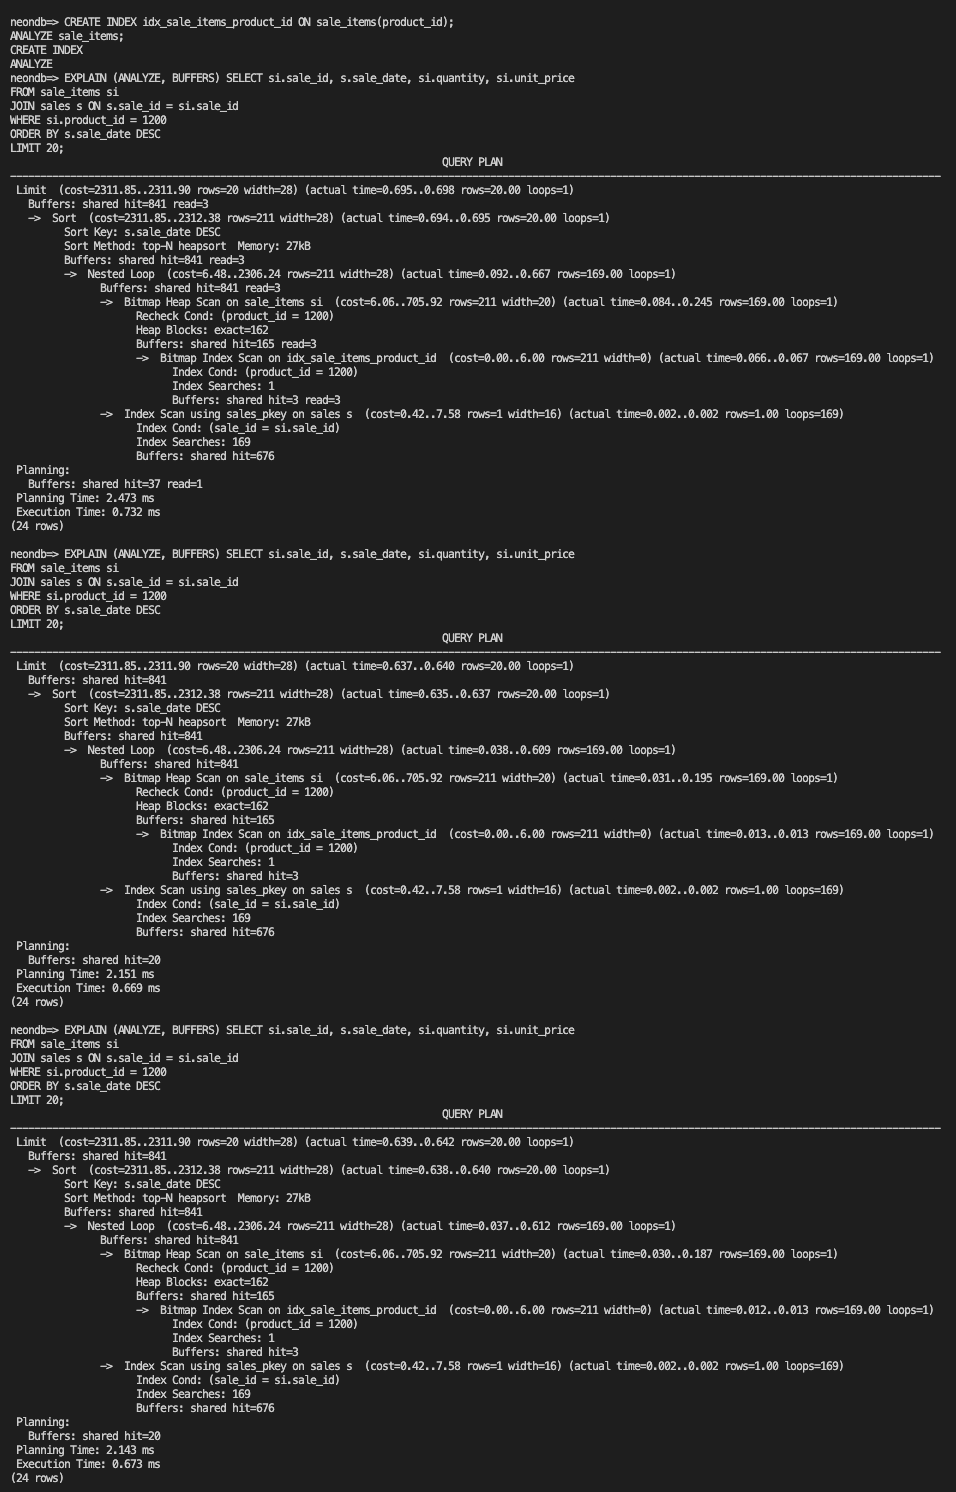 neondb=> CREATE INDEX idx_sale_items_product_id ON sale_items(product_id);
ANALYZE sale_items;
CREATE INDEX
ANALYZE
neondb=> EXPLAIN (ANALYZE, BUFFERS) SELECT si.sale_id, s.sale_date, si.quantity, si.unit_price
FROM sale_items si
JOIN sales s ON s.sale_id = si.sale_id
WHERE si.product_id = 1200
ORDER BY s.sale_date DESC
LIMIT 20;
QUERY PLAN
Limit  (cost=2311.85..2311.90 rows=20 width=28) (actual time=0.695..0.698 rows=20.00 loops=1)
Buffers: shared hit=841 read=3
->  Sort  (cost=2311.85..2312.38 rows=211 width=28) (actual time=0.694..0.695 rows=20.00 loops=1)
Sort Key: s.sale_date DESC
Sort Method: top-N heapsort  Memory: 27kB
Buffers: shared hit=841 read=3
->  Nested Loop  (cost=6.48..2306.24 rows=211 width=28) (actual time=0.092..0.667 rows=169.00 loops=1)
Buffers: shared hit=841 read=3
->  Bitmap Heap Scan on sale_items si  (cost=6.06..705.92 rows=211 width=20) (actual time=0.084..0.245 rows=169.00 loops=1)
Recheck Cond: (product_id = 1200)
Heap Blocks: exact=162
Buffers: shared hit=165 read=3
->  Bitmap Index Scan on idx_sale_items_product_id  (cost=0.00..6.00 rows=211 width=0) (actual time=0.066..0.067 rows=169.00 loops=1)
Index Cond: (product_id = 1200)
Index Searches: 1
Buffers: shared hit=3 read=3
->  Index Scan using sales_pkey on sales s  (cost=0.42..7.58 rows=1 width=16) (actual time=0.002..0.002 rows=1.00 loops=169)
Index Cond: (sale_id = si.sale_id)
Index Searches: 169
Buffers: shared hit=676
Planning:
Buffers: shared hit=37 read=1
Planning Time: 2.473 ms
Execution Time: 0.732 ms
(24 rows)
neondb=> EXPLAIN (ANALYZE, BUFFERS) SELECT si.sale_id, s.sale_date, si.quantity, si.unit_price
FROM sale_items si
JOIN sales s ON s.sale_id = si.sale_id
WHERE si.product_id = 1200
ORDER BY s.sale_date DESC
LIMIT 20;
QUERY PLAN
Limit  (cost=2311.85..2311.90 rows=20 width=28) (actual time=0.637..0.640 rows=20.00 loops=1)
Buffers: shared hit=841
->  Sort  (cost=2311.85..2312.38 rows=211 width=28) (actual time=0.635..0.637 rows=20.00 loops=1)
Sort Key: s.sale_date DESC
Sort Method: top-N heapsort  Memory: 27kB
Buffers: shared hit=841
->  Nested Loop  (cost=6.48..2306.24 rows=211 width=28) (actual time=0.038..0.609 rows=169.00 loops=1)
Buffers: shared hit=841
->  Bitmap Heap Scan on sale_items si  (cost=6.06..705.92 rows=211 width=20) (actual time=0.031..0.195 rows=169.00 loops=1)
Recheck Cond: (product_id = 1200)
Heap Blocks: exact=162
Buffers: shared hit=165
->  Bitmap Index Scan on idx_sale_items_product_id  (cost=0.00..6.00 rows=211 width=0) (actual time=0.013..0.013 rows=169.00 loops=1)
Index Cond: (product_id = 1200)
Index Searches: 1
Buffers: shared hit=3
->  Index Scan using sales_pkey on sales s  (cost=0.42..7.58 rows=1 width=16) (actual time=0.002..0.002 rows=1.00 loops=169)
Index Cond: (sale_id = si.sale_id)
Index Searches: 169
Buffers: shared hit=676
Planning:
Buffers: shared hit=20
Planning Time: 2.151 ms
Execution Time: 0.669 ms
(24 rows)
neondb=> EXPLAIN (ANALYZE, BUFFERS) SELECT si.sale_id, s.sale_date, si.quantity, si.unit_price
FROM sale_items si
JOIN sales s ON s.sale_id = si.sale_id
WHERE si.product_id = 1200
ORDER BY s.sale_date DESC
LIMIT 20;
QUERY PLAN
Limit  (cost=2311.85..2311.90 rows=20 width=28) (actual time=0.639..0.642 rows=20.00 loops=1)
Buffers: shared hit=841
->  Sort  (cost=2311.85..2312.38 rows=211 width=28) (actual time=0.638..0.640 rows=20.00 loops=1)
Sort Key: s.sale_date DESC
Sort Method: top-N heapsort  Memory: 27kB
Buffers: shared hit=841
->  Nested Loop  (cost=6.48..2306.24 rows=211 width=28) (actual time=0.037..0.612 rows=169.00 loops=1)
Buffers: shared hit=841
->  Bitmap Heap Scan on sale_items si  (cost=6.06..705.92 rows=211 width=20) (actual time=0.030..0.187 rows=169.00 loops=1)
Recheck Cond: (product_id = 1200)
Heap Blocks: exact=162
Buffers: shared hit=165
->  Bitmap Index Scan on idx_sale_items_product_id  (cost=0.00..6.00 rows=211 width=0) (actual time=0.012..0.013 rows=169.00 loops=1)
Index Cond: (product_id = 1200)
Index Searches: 1
Buffers: shared hit=3
->  Index Scan using sales_pkey on sales s  (cost=0.42..7.58 rows=1 width=16) (actual time=0.002..0.002 rows=1.00 loops=169)
Index Cond: (sale_id = si.sale_id)
Index Searches: 169
Buffers: shared hit=676
Planning:
Buffers: shared hit=20
Planning Time: 2.143 ms
Execution Time: 0.673 ms
(24 rows)